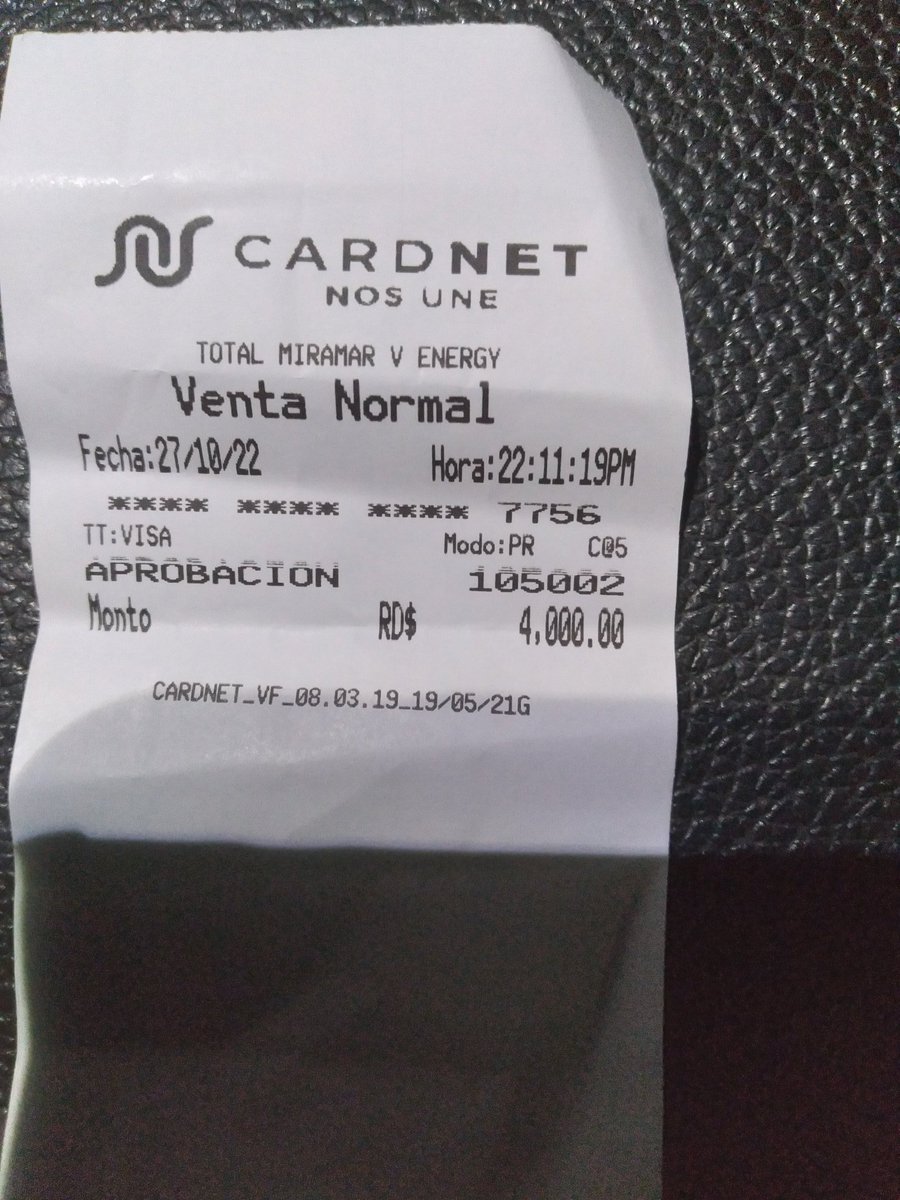 CARDNET
NOS UNE
TOTAL MIRAMAR V ENERGY
Venta Normal
Fecha:27/10/22 Hora:22:11:19PM
**** **** **** 7756
TT:VISA Modo:PR C@5
APROBACION 105002
Monto RD$ 4,000.00
CARDNET_VF_08.03.19_19/05/21G